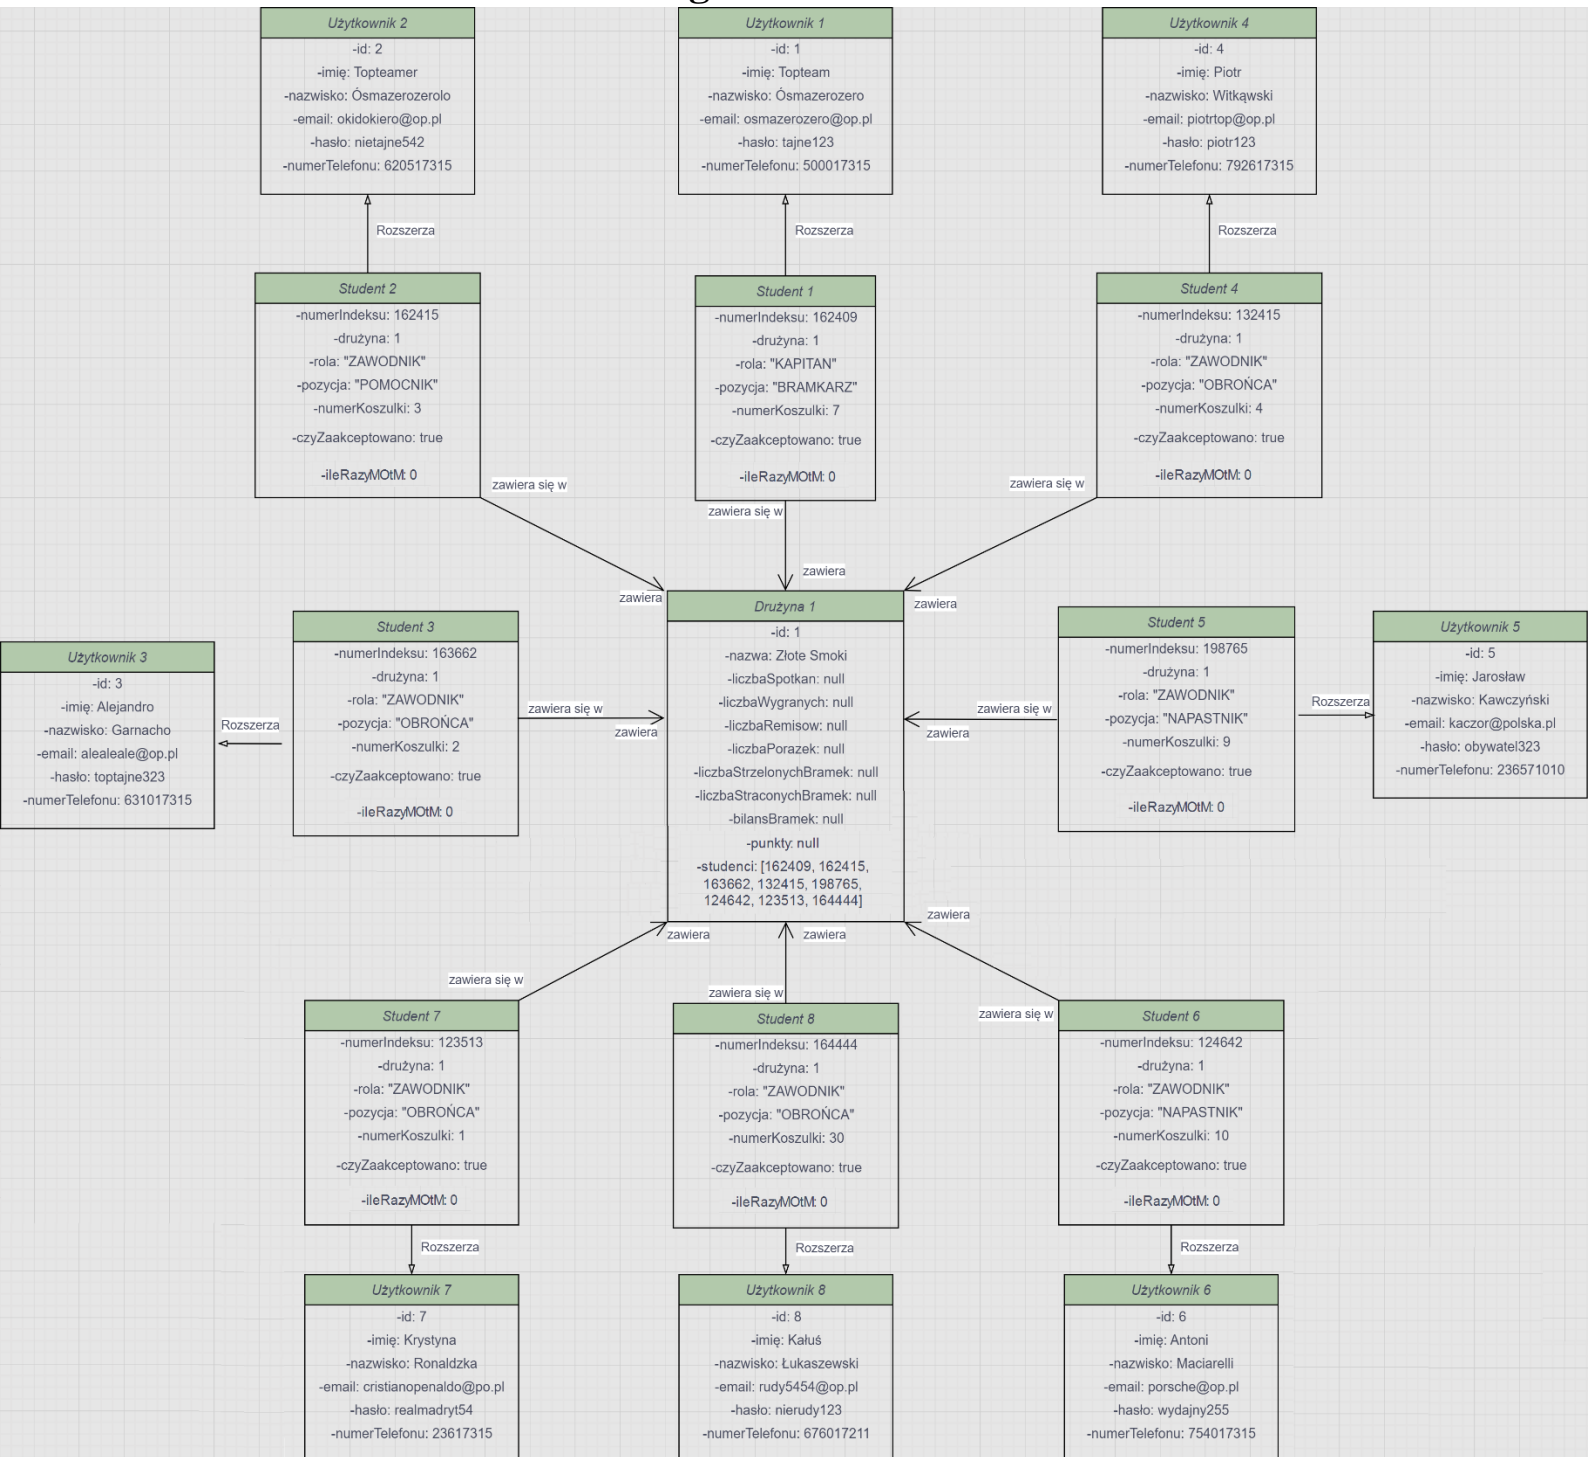 Użytkownik 2
-id: 2
-imię: Topteamer
-nazwisko: Ósmazerozerolo
-email: okidokiero@op.pl
-hasło: nietajne542
-numerTelefonu: 620517315
Użytkownik 1
-id: 1
-imię: Topteam
-nazwisko: Ósmazerozero
-email: osmazerozero@op.pl
-hasło: tajne123
-numerTelefonu: 500017315
Użytkownik 4
-id: 4
-imię: Piotr
-nazwisko: Witkąwski
-email: piotrtop@op.pl
-hasło: piotr123
-numerTelefonu: 792617315
Rozszerza
Rozszerza
Rozszerza
Student 2
-numerIndeksu: 162415
-drużyna: 1
-rola: "ZAWODNIK"
-pozycja: "POMOCNIK"
-numerKoszulki: 3
-czyZaakceptowano: true
-ileRazyMOtM: 0
Student 1
-numerIndeksu: 162409
-drużyna: 1
-rola: "KAPITAN"
-pozycja: "BRAMKARZ"
-numerKoszulki: 7
-czyZaakceptowano: true
-ileRazyMOtM: 0
Student 4
-numerIndeksu: 132415
-drużyna: 1
-rola: "ZAWODNIK"
-pozycja: "OBROŃCA"
-numerKoszulki: 4
-czyZaakceptowano: true
-ileRazyMOtM: 0
zawiera się w
zawiera się w
zawiera się w
zawiera
zawiera
zawiera
Użytkownik 3
-id: 3
-imię: Alejandro
-nazwisko: Garnacho
-email: alealeale@op.pl
-hasło: toptajne323
-numerTelefonu: 631017315
Rozszerza
Student 3
-numerIndeksu: 163662
-drużyna: 1
-rola: "ZAWODNIK"
-pozycja: "OBROŃCA"
-numerKoszulki: 2
-czyZaakceptowano: true
-ileRazyMOtM: 0
zawiera się w
zawiera
Drużyna 1
-id: 1
-nazwa: Złote Smoki
-liczbaSpotkan: null
-liczbaWygranych: null
-liczbaRemisow: null
-liczbaPorazek: null
-liczbaStrzelonychBramek: null
-liczbaStraconychBramek: null
-bilansBramek: null
-punkty: null
-studenci: [162409, 162415,
163662, 132415, 198765,
124642, 123513, 164444]
zawiera się w
zawiera
Student 5
-numerIndeksu: 198765
-drużyna: 1
-rola: "ZAWODNIK"
-pozycja: "NAPASTNIK"
-numerKoszulki: 9
-czyZaakceptowano: true
-ileRazyMOtM: 0
Rozszerza
Użytkownik 5
-id: 5
-imię: Jarosław
-nazwisko: Kawczyński
-email: kaczor@polska.pl
-hasło: obywatel323
-numerTelefonu: 236571010
zawiera
zawiera
zawiera
zawiera się w
zawiera się w
zawiera się w
Student 7
-numerIndeksu: 123513
-drużyna: 1
-rola: "ZAWODNIK"
-pozycja: "OBROŃCA"
-numerKoszulki: 1
-czyZaakceptowano: true
-ileRazyMOtM: 0
Student 8
-numerIndeksu: 164444
-drużyna: 1
-rola: "ZAWODNIK"
-pozycja: "OBROŃCA"
-numerKoszulki: 30
-czyZaakceptowano: true
-ileRazyMOtM: 0
Student 6
-numerIndeksu: 124642
-drużyna: 1
-rola: "ZAWODNIK"
-pozycja: "NAPASTNIK"
-numerKoszulki: 10
-czyZaakceptowano: true
-ileRazyMOtM: 0
Rozszerza
Rozszerza
Rozszerza
Użytkownik 7
-id: 7
-imię: Krystyna
-nazwisko: Ronaldzka
-email: cristianopenaldo@po.pl
-hasło: realmadryt54
-numerTelefonu: 23617315
Użytkownik 8
-id: 8
-imię: Kałuś
-nazwisko: Łukaszewski
-email: rudy5454@op.pl
-hasło: nierudy123
-numerTelefonu: 676017211
Użytkownik 6
-id: 6
-imię: Antoni
-nazwisko: Maciarelli
-email: porsche@op.pl
-hasło: wydajny255
-numerTelefonu: 754017315